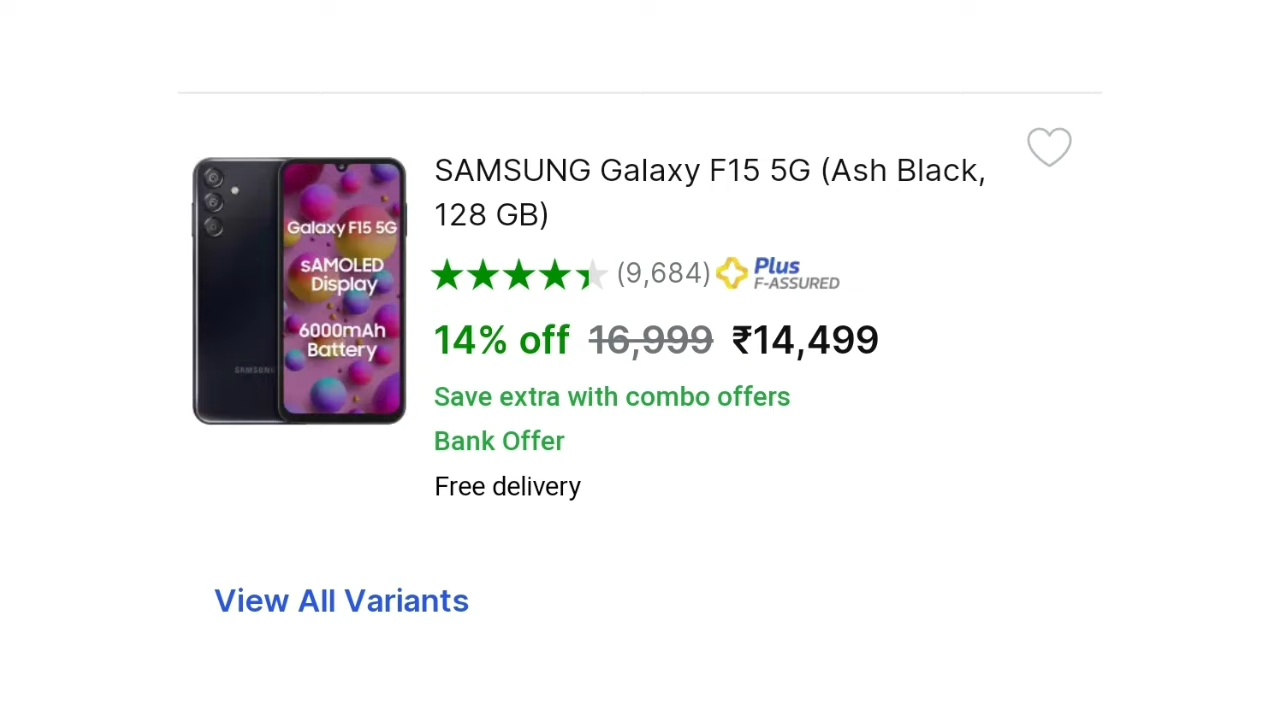 SAMSUNG Galaxy F15 5G (Ash Black,
128 GB)
(9,684) Plus
F-ASSURED
14% off 16,999 ₹14,499
Save extra with combo offers
Bank Offer
Free delivery
Galaxy F15 5G
sAMOLED
Display
6000mAh
Battery
SAMSUNG
View All Variants